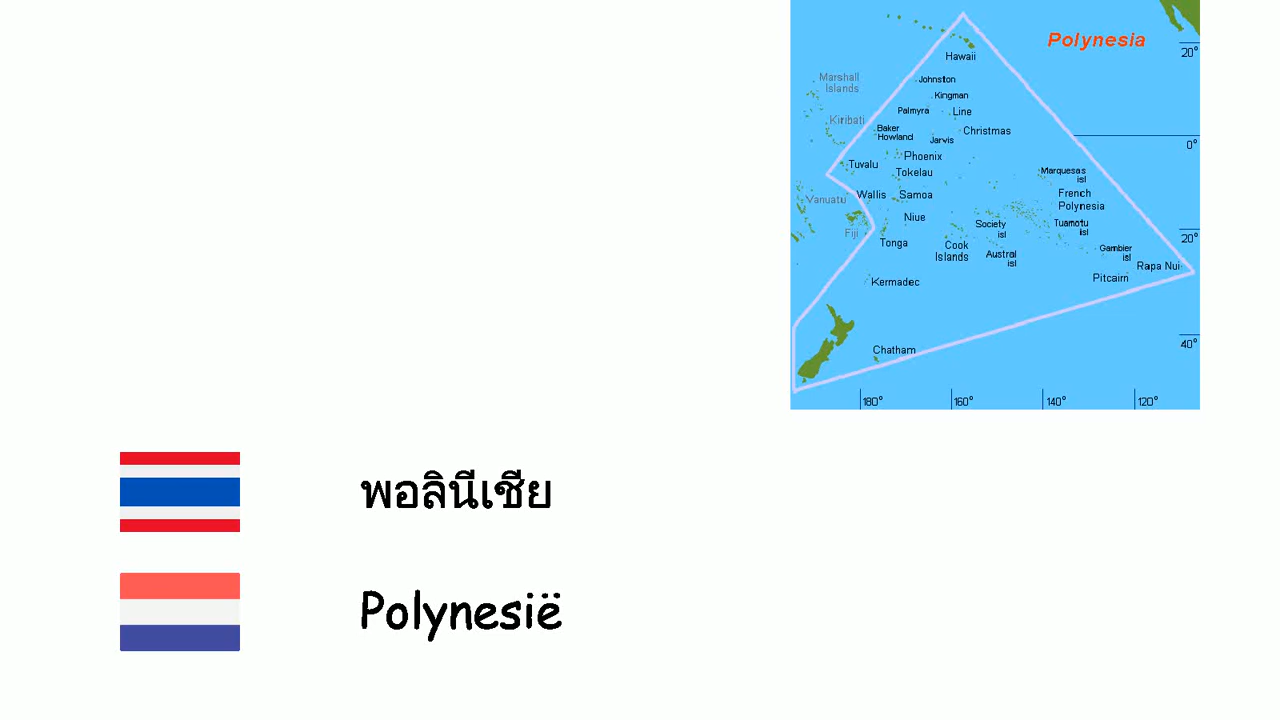 Polynesia
20°
Hawaii
Marshall
Islands
Johnston
Kingman
Palmyra
Line
Kiribati
Baker
Howland
Christmas
Jarvis
0°
Phoenix
Tuvalu
Tokelau
Marquesas
isl
Wallis
Samoa
French
Polynesia
Vanuatu
Niue
Society
isl
Tuamotu
isl
Fiji
20°
Tonga
Cook
Islands
Austral
isl
Gambier
isl
Rapa Nui
Pitcairn
Kermadec
40°
Chatham
180°
160°
140°
120°
พอลินีเชีย
Polynesië